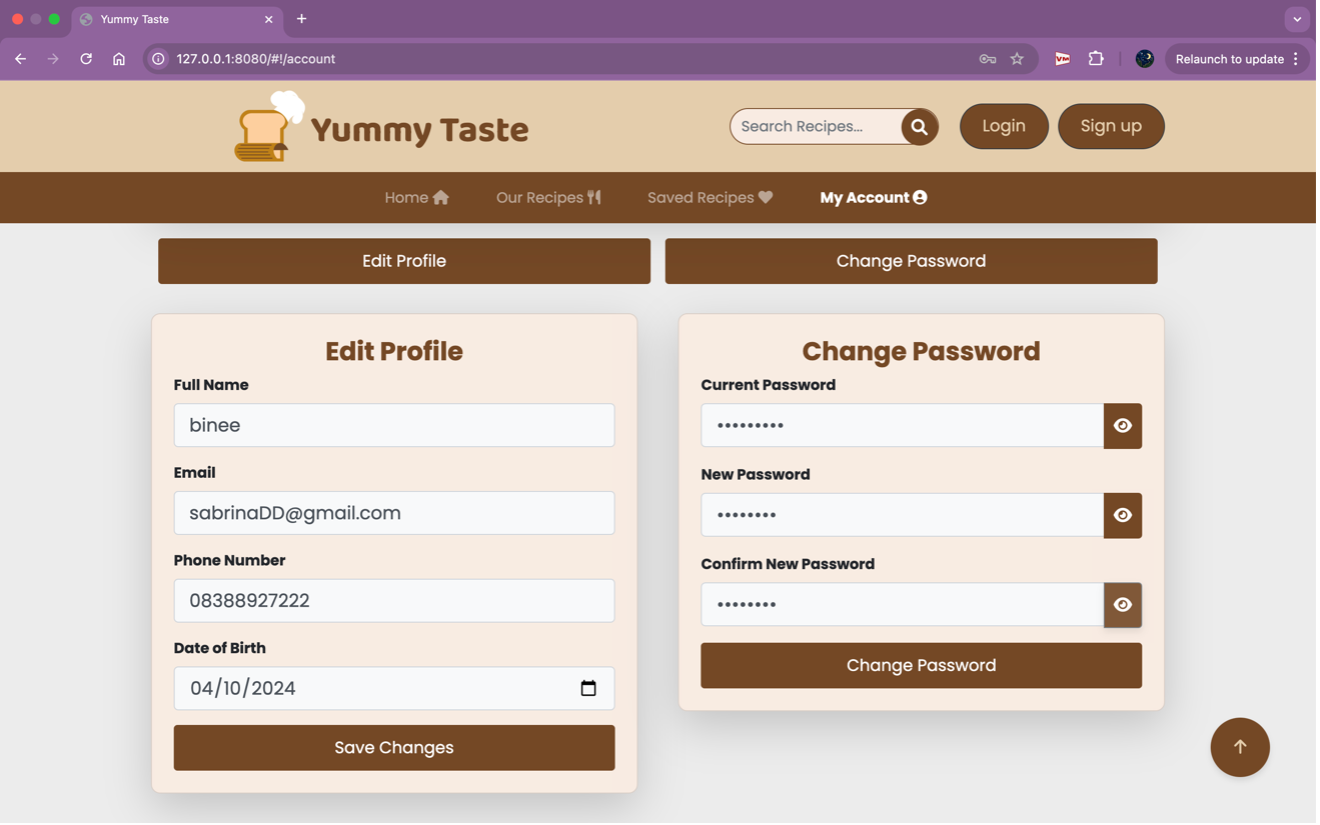 Yummy Taste
127.0.0.1:8080/#!/account
Relaunch to update
Yummy Taste
Search Recipes...
Login
Sign up
Home
Our Recipes
Saved Recipes
My Account
Edit Profile
Change Password
Edit Profile
Full Name
binee
Email
sabrinaDD@gmail.com
Phone Number
08388927222
Date of Birth
04/10/2024
Save Changes
Change Password
Current Password
•••••••••
New Password
••••••••
Confirm New Password
••••••••
Change Password